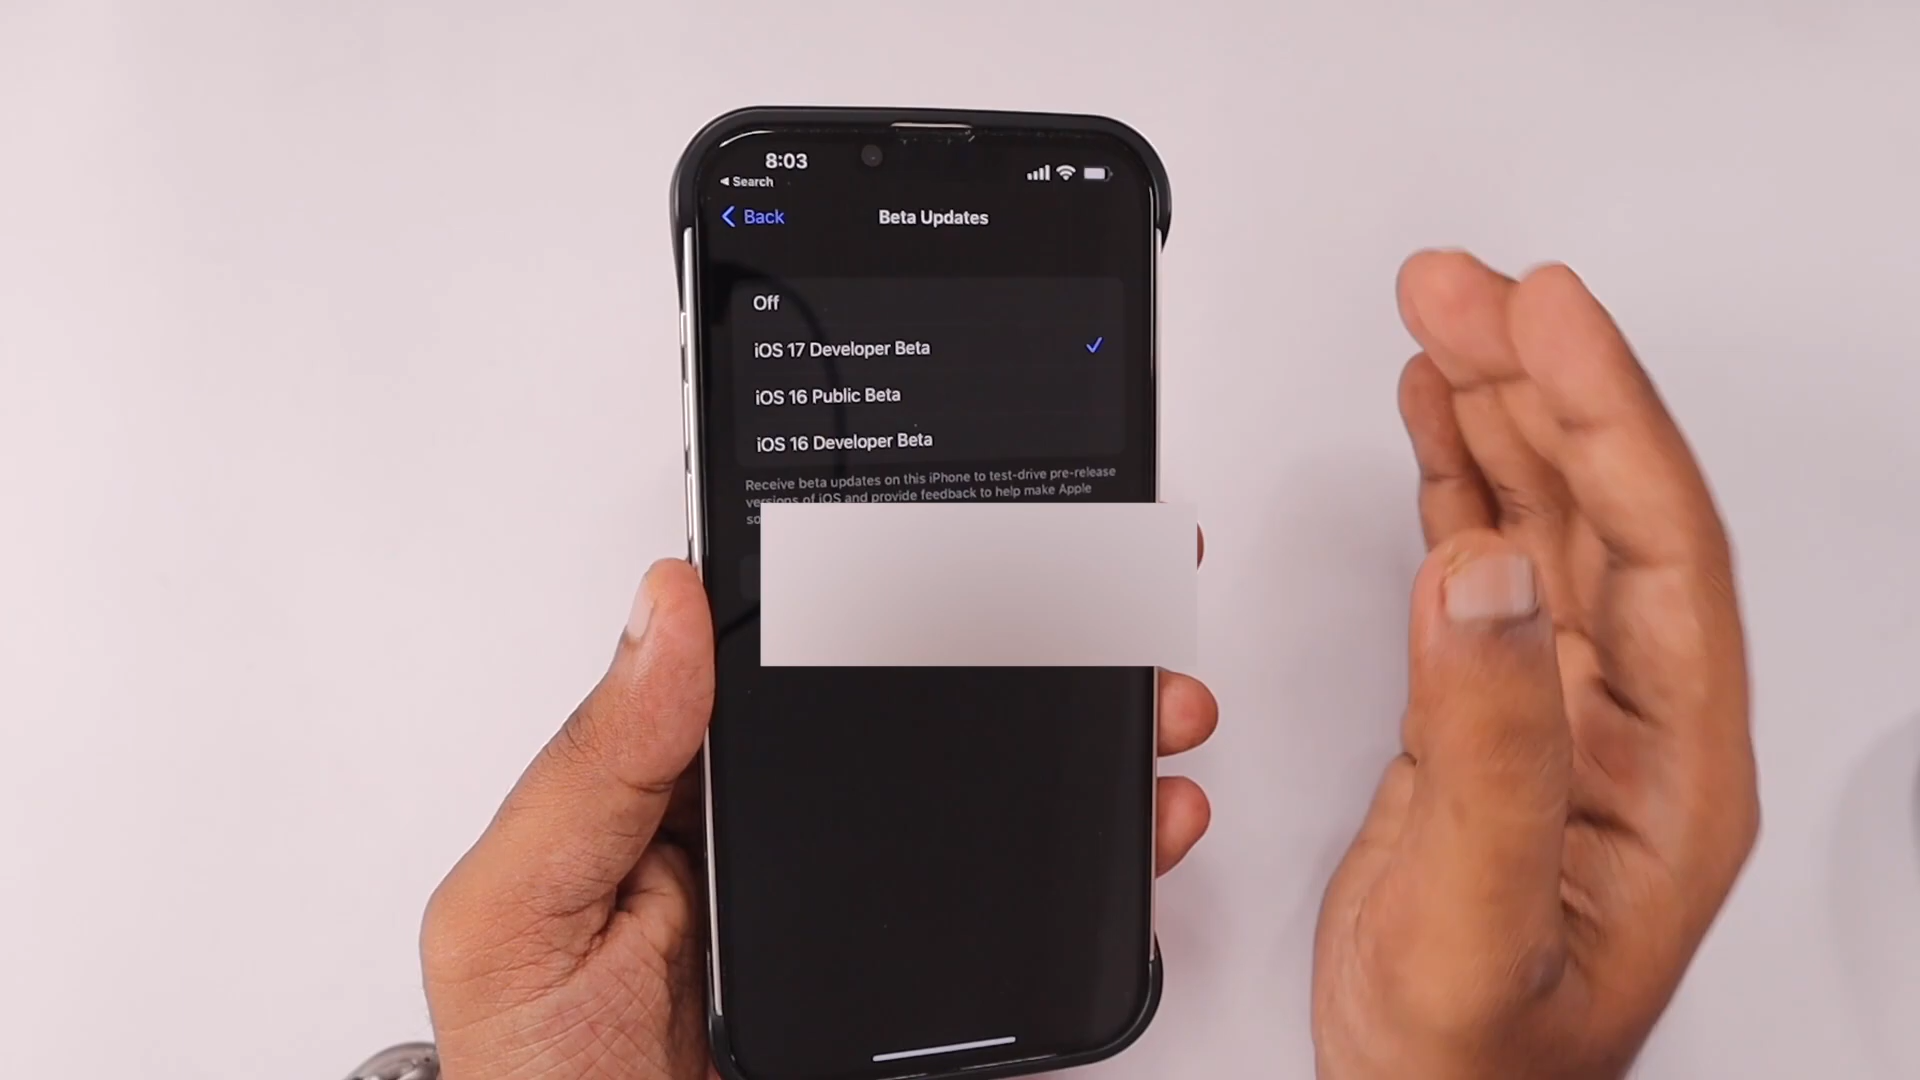 8:03
Search
Back
Beta Updates
Off
iOS 17 Developer Beta
iOS 16 Public Beta
iOS 16 Developer Beta
Receive beta updates on this iPhone to test-drive pre-release
versions of iOS and provide feedback to help make Apple